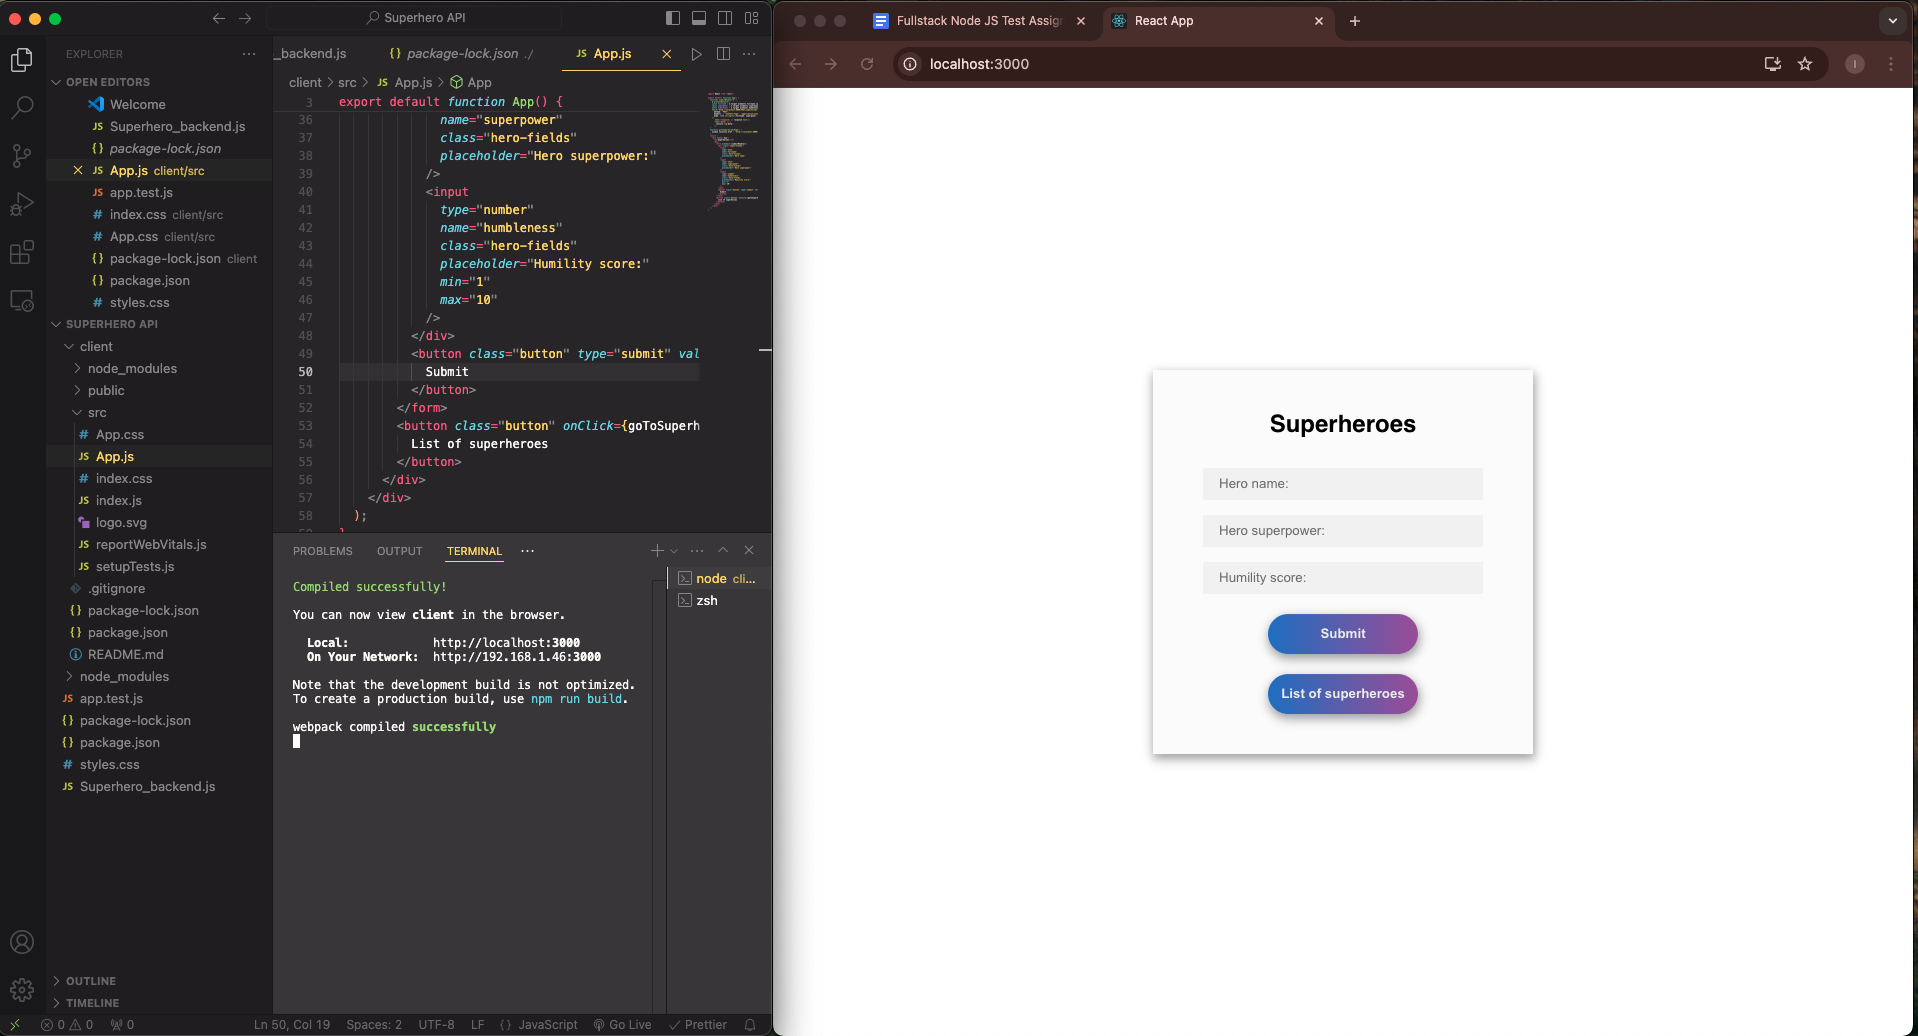 Superhero API
EXPLORER
OPEN EDITORS
Welcome
JS Superhero_backend.js
{} package-lock.json
JS App.js client/src
JS app.test.js
# index.css client/src
# App.css client/src
{} package-lock.json client
{} package.json
# styles.css
SUPERHERO API
client
node_modules
public
src
# App.css
JS App.js
# index.css
JS index.js
logo.svg
JS reportWebVitals.js
JS setupTests.js
.gitignore
{} package-lock.json
{} package.json
README.md
node_modules
JS app.test.js
{} package-lock.json
{} package.json
# styles.css
JS Superhero_backend.js
OUTLINE
TIMELINE
_backend.js
{} package-lock.json ./
JS App.js
client > src > JS App.js > App
3 export default function App() {
36 name="superpower"
37 class="hero-fields"
38 placeholder="Hero superpower:"
39 />
40 <input
41 type="number"
42 name="humbleness"
43 class="hero-fields"
44 placeholder="Humility score:"
45 min="1"
46 max="10"
47 />
48 </div>
49 <button class="button" type="submit" val
50 Submit
51 </button>
52 </form>
53 <button class="button" onClick={goToSuperh
54 List of superheroes
55 </button>
56 </div>
57 </div>
58 );
PROBLEMS OUTPUT TERMINAL
node cli...
zsh
Compiled successfully!
You can now view client in the browser.
Local: http://localhost:3000
On Your Network: http://192.168.1.46:3000
Note that the development build is not optimized.
To create a production build, use npm run build.
webpack compiled successfully
0 0 0 Ln 50, Col 19 Spaces: 2 UTF-8 LF {} JavaScript Go Live Prettier
Fullstack Node JS Test Assig
React App
localhost:3000
I
Superheroes
Hero name:
Hero superpower:
Humility score:
Submit
List of superheroes